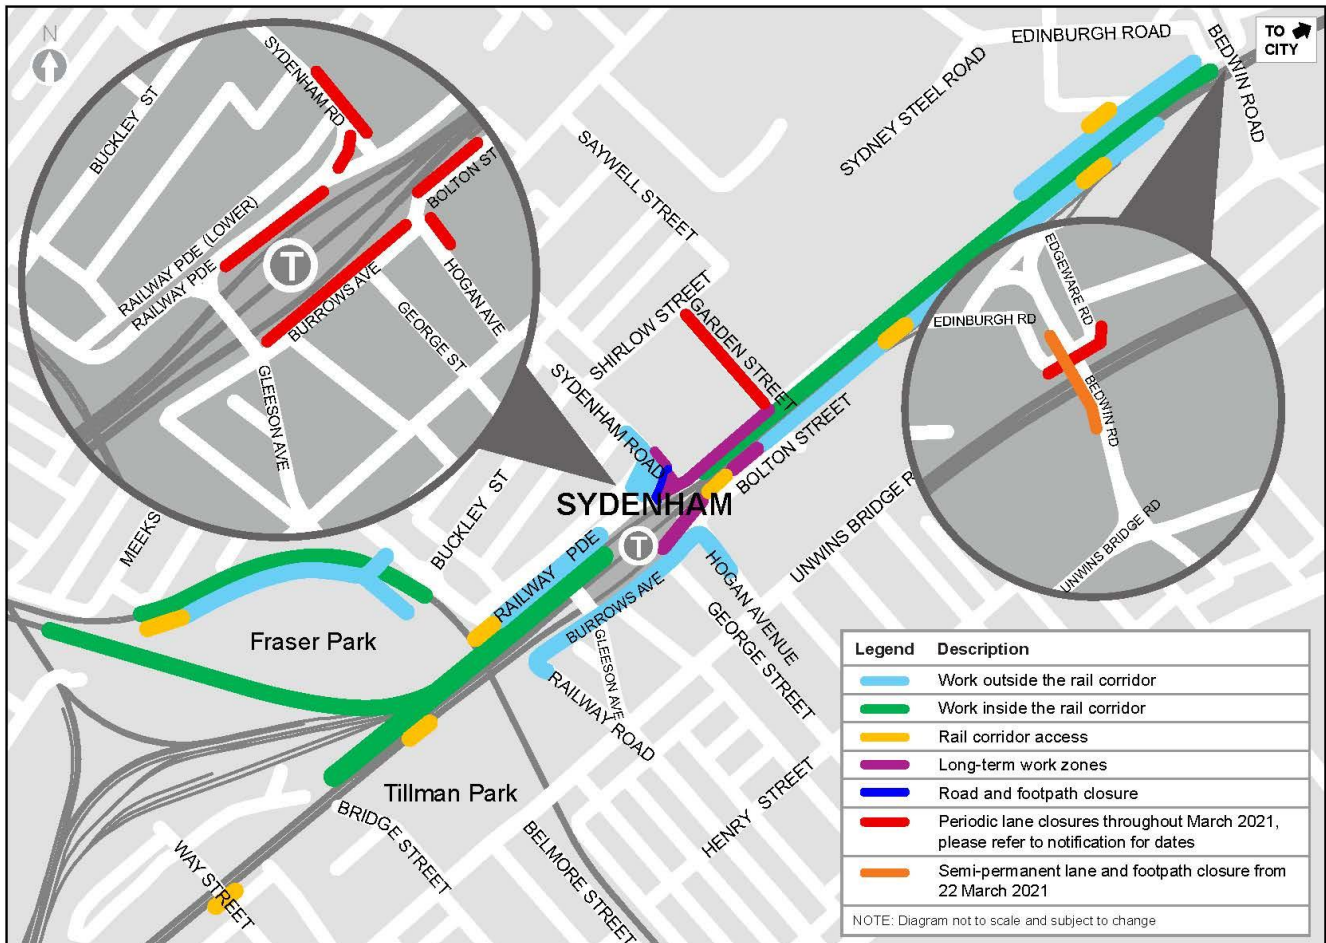 N
TO
CITY
EDINBURGH ROAD
BEDWIN ROAD
SYDNEY STEEL ROAD
SAYWELL STREET
SYDENHAM RD
BUCKLEY ST
BOLTON ST
RAILWAY PDE (LOWER)
RAILWAY PDE
T
BURROWS AVE
HOGAN AVE
GEORGE ST
GLEESON AVE
EDGEWARE RD
EDINBURGH RD
BEDWIN RD
UNWINS BRIDGE RD
SHIRLOW STREET
GARDEN STREET
SYDENHAM ROAD
BOLTON STREET
SYDENHAM
T
MEEKS
BUCKLEY ST
UNWINS BRIDGE R
RAILWAY PDE
HOGAN AVENUE
BURROWS AVE
GEORGE STREET
GLEESON AVE
RAILWAY ROAD
Fraser Park
Tillman Park
BRIDGE STREET
HENRY STREET
BELMORE STREET
WAY STREET
Legend Description
Work outside the rail corridor
Work inside the rail corridor
Rail corridor access
Long-term work zones
Road and footpath closure
Periodic lane closures throughout March 2021,
please refer to notification for dates
Semi-permanent lane and footpath closure from
22 March 2021
NOTE: Diagram not to scale and subject to change